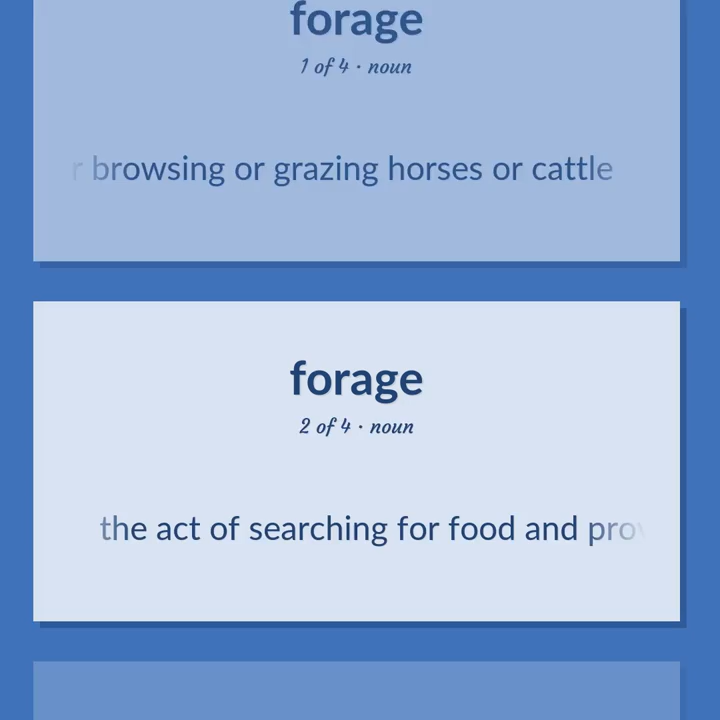 forage
1 of 4 · noun
r browsing or grazing horses or cattle
forage
2 of 4 · noun
the act of searching for food and prov